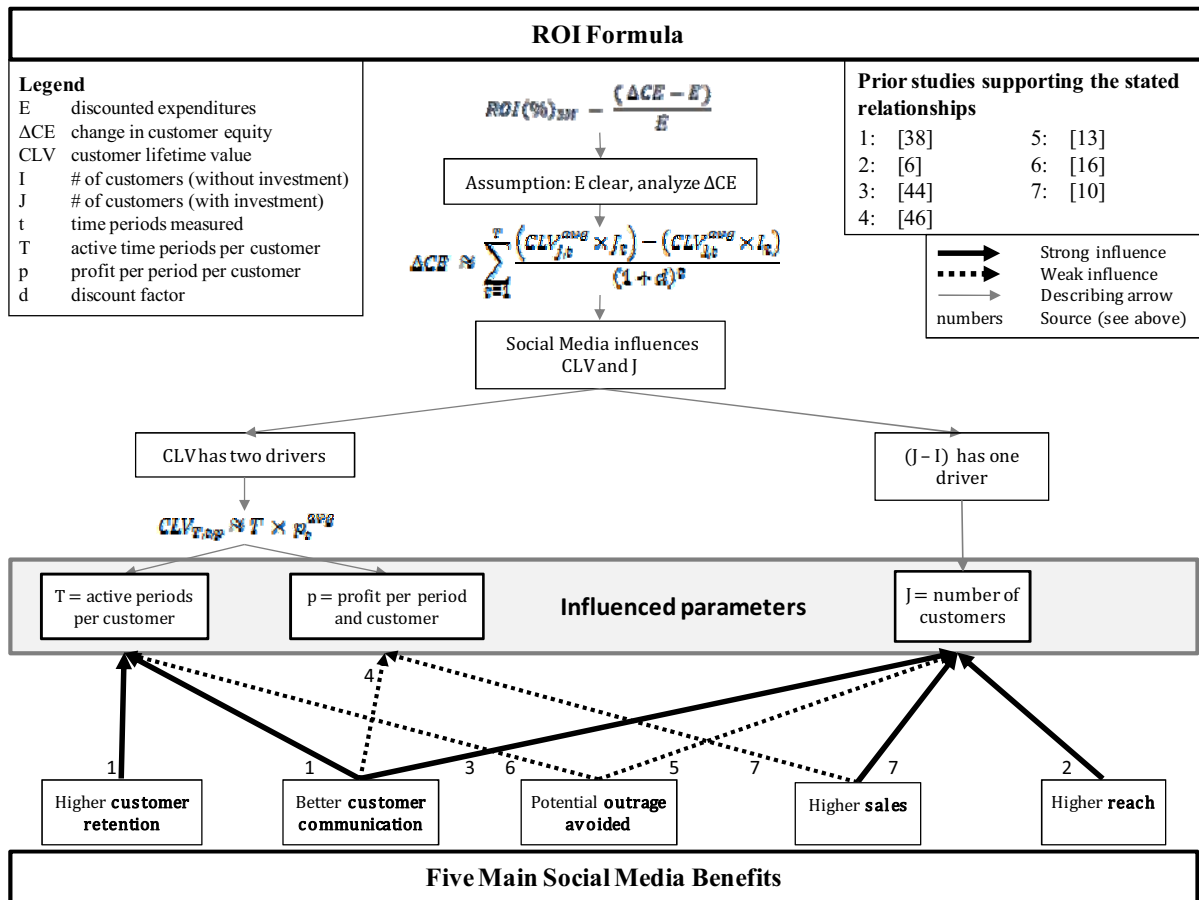 ROI Formula
Legend
E discounted expenditures
ΔCE change in customer equity
CLV customer lifetime value
I # of customers (without investment)
J # of customers (with investment)
t time periods measured
T active time periods per customer
p profit per period per customer
d discount factor
Assumption: E clear, analyze ΔCE
Social Media influences
CLV and J
Prior studies supporting the stated
relationships
1: [38] 5: [13]
2: [6] 6: [16]
3: [44] 7: [10]
4: [46]
Strong influence
Weak influence
Describing arrow
numbers Source (see above)
CLV has two drivers
(J – I) has one
driver
T = active periods
per customer
p = profit per period
and customer
Influenced parameters
J = number of
customers
4
1 1 3 6 5 7 7 2
Higher customer
retention
Better customer
communication
Potential outrage
avoided
Higher sales
Higher reach
Five Main Social Media Benefits